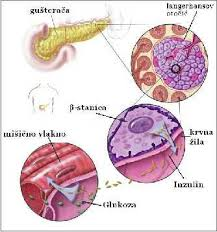 gušterača
langerhansov
otočić
β-stanica
mišićno vlakno
krvna
žila
Inzulin
Glukoza